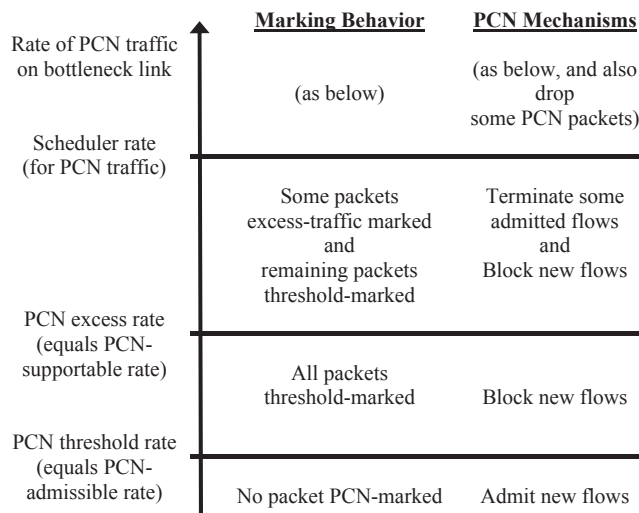 Marking Behavior
PCN Mechanisms
Rate of PCN traffic
on bottleneck link
(as below)
(as below, and also
drop
some PCN packets)
Scheduler rate
(for PCN traffic)
Some packets
excess-traffic marked
and
remaining packets
threshold-marked
Terminate some
admitted flows
and
Block new flows
PCN excess rate
(equals PCN-
supportable rate)
All packets
threshold-marked
Block new flows
PCN threshold rate
(equals PCN-
admissible rate)
No packet PCN-marked
Admit new flows